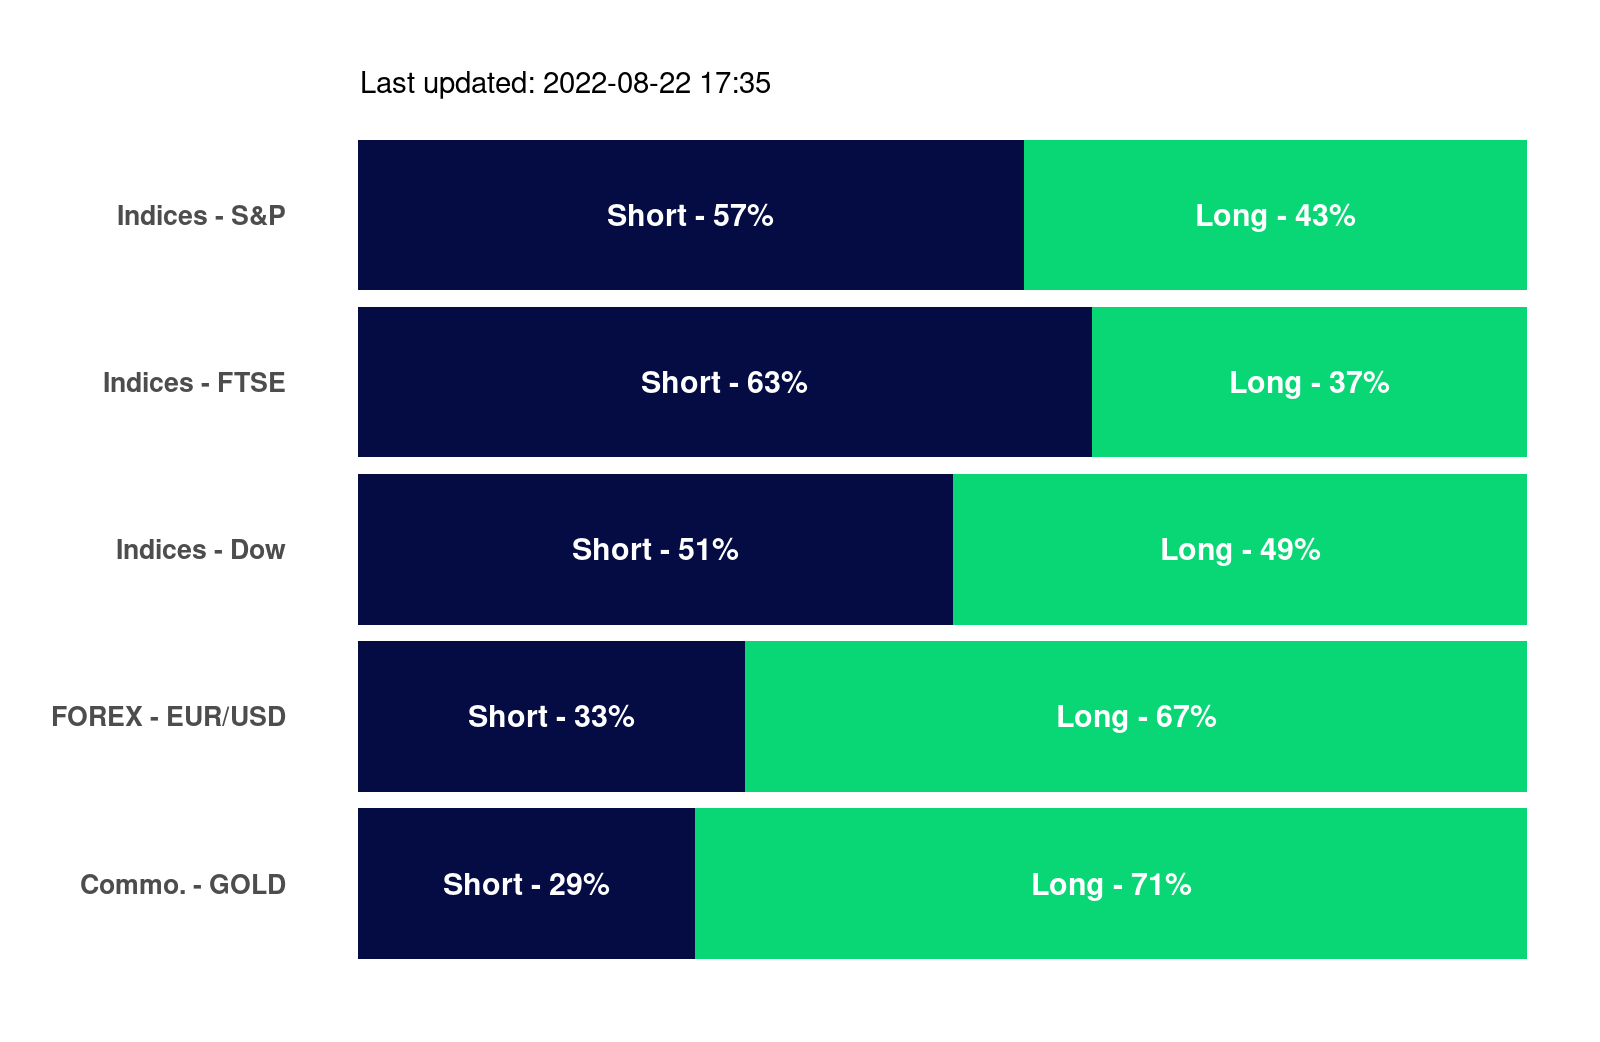 Last updated: 2022-08-22 17:35
Indices - S&P Short - 57% Long - 43%
Indices - FTSE Short - 63% Long - 37%
Indices - Dow Short - 51% Long - 49%
FOREX - EUR/USD Short - 33% Long - 67%
Commo. - GOLD Short - 29% Long - 71%